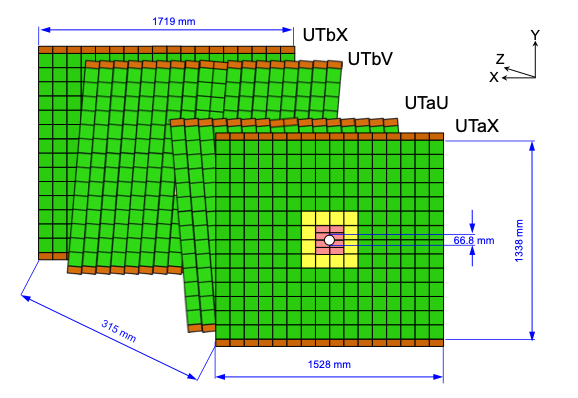 1719 mm
UTbX
UTbV
UTaU
UTaX
Y
Z
X
66.8 mm
1338 mm
315 mm
1528 mm